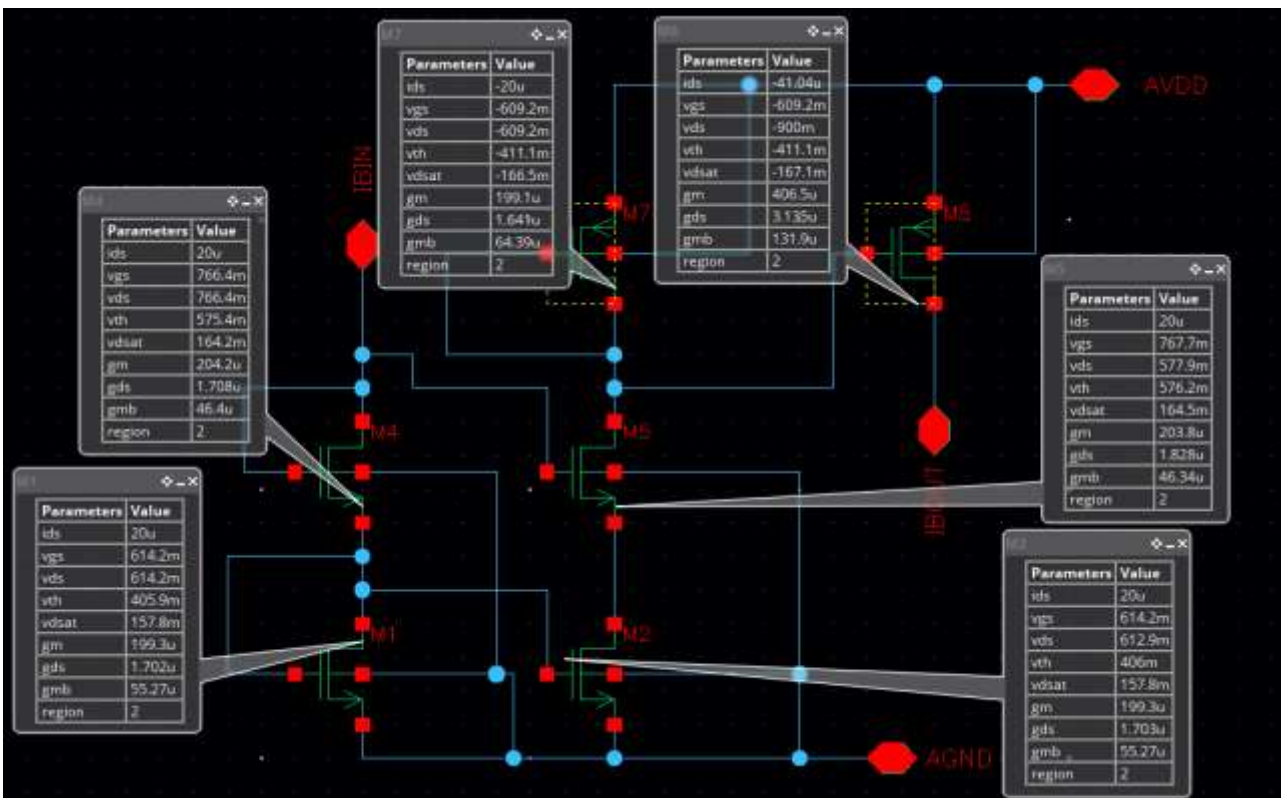 M7
Parameters Value
ids -20u
vgs -609.2m
vds -609.2m
vth -411.1m
vdsat -166.5m
gm 199.1u
gds 1.641u
gmb 64.39u
region 2
Parameters Value
ids -41.04u
vgs -609.2m
vds -900m
vth -411.1m
vdsat -167.1m
gm 406.5u
gds 3.135u
gmb 131.9u
region 2
AVDD
IBIN
M7
Parameters Value
ids 20u
vgs 766.4m
vds 766.4m
vth 575.4m
vdsat 164.2m
gm 204.2u
gds 1.708u
gmb 46.4u
region 2
Parameters Value
ids 20u
vgs 767.7m
vds 577.9m
vth 576.2m
vdsat 164.5m
gm 203.8u
gds 1.828u
gmb 46.34u
region 2
M4
M5
IBOUT
Parameters Value
ids 20u
vgs 614.2m
vds 614.2m
vth 405.9m
vdsat 157.8m
gm 199.3u
gds 1.702u
gmb 55.27u
region 2
Parameters Value
ids 20u
vgs 614.2m
vds 612.9m
vth 406m
vdsat 157.8m
gm 199.3u
gds 1.703u
gmb 55.27u
region 2
M1
M2
AGND